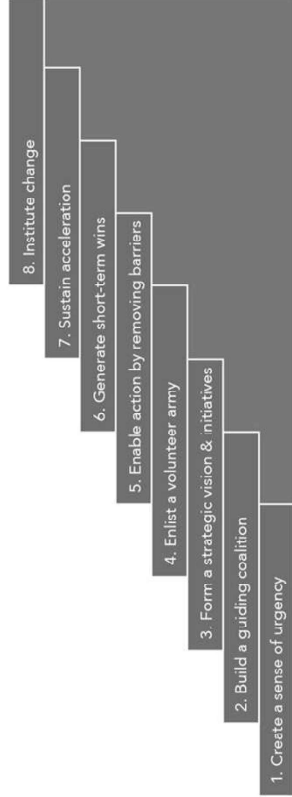 8. Institute change
7. Sustain acceleration
6. Generate short-term wins
5. Enable action by removing barriers
4. Enlist a volunteer army
3. Form a strategic vision & initiatives
2. Build a guiding coalition
1. Create a sense of urgency